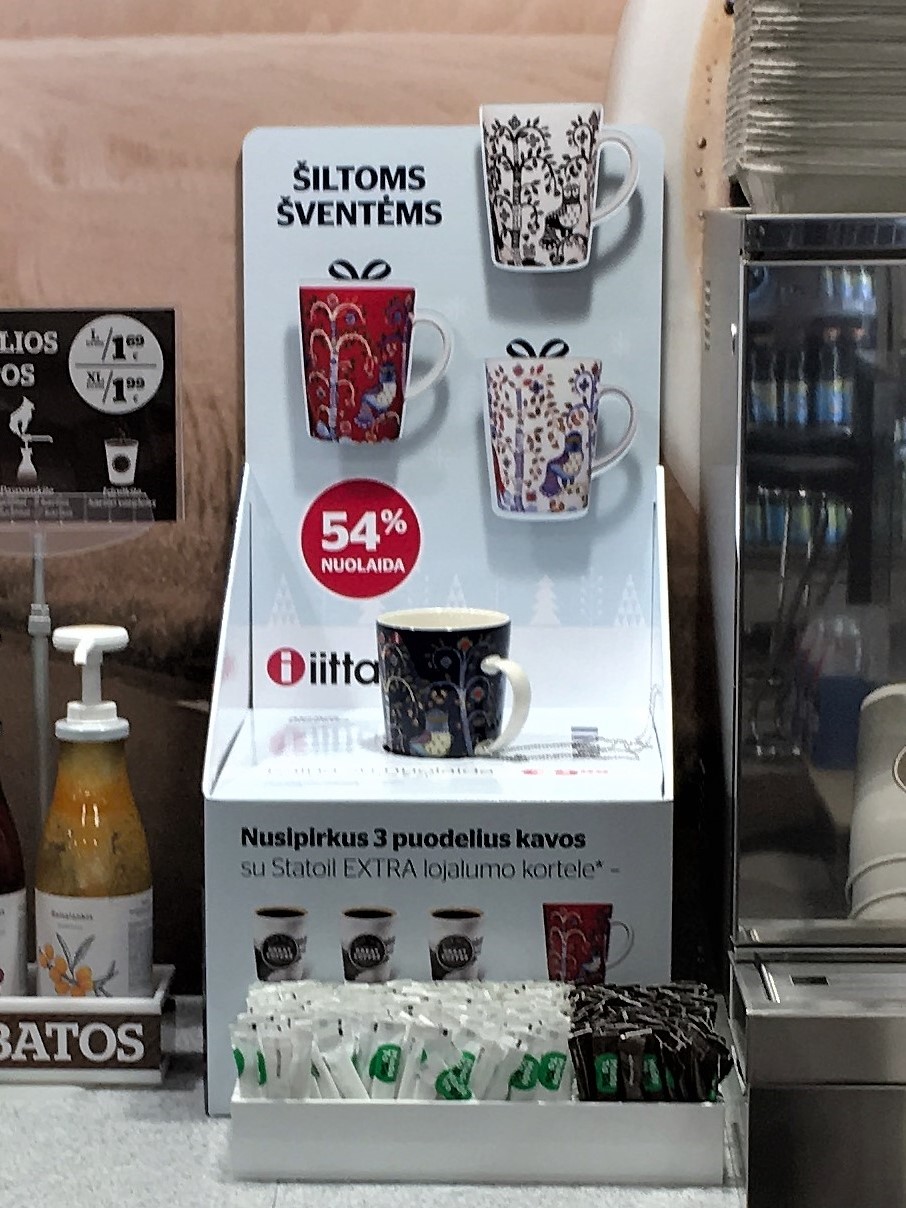 ŠILTOMS
ŠVENTĖMS
LIOS
OS
L /1 69 €
XL /1 99 €
54%
NUOLAIDA
i iitta
Nusipirkus 3 puodelius kavos
su Statoil EXTRA lojalumo kortele* –
BATOS